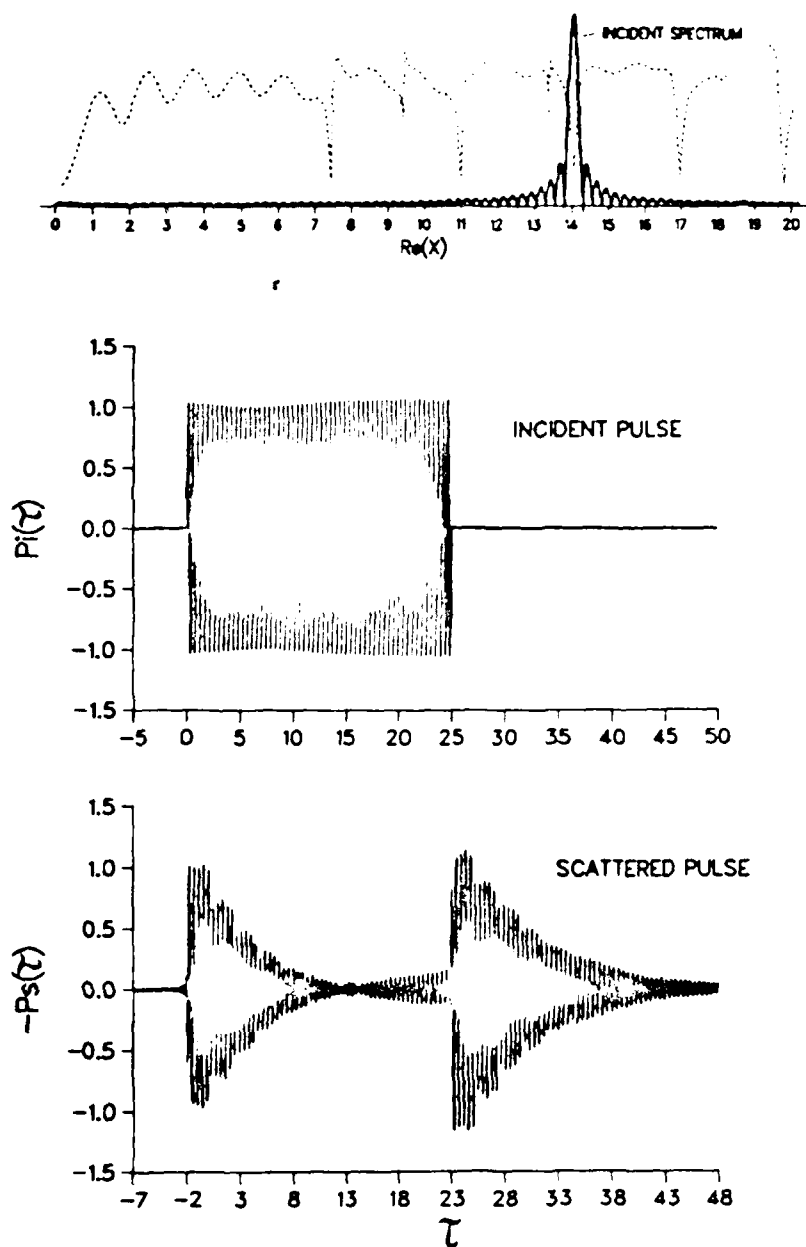 INCIDENT SPECTRUM
0 1 2 3 4 5 6 7 8 9 10 11 12 13 14 15 16 17 18 19 20
Re(X)
r
1.5
1.0
0.5
0.0
-0.5
-1.0
-1.5
Pi(τ)
INCIDENT PULSE
-5 0 5 10 15 20 25 30 35 40 45 50
1.5
1.0
0.5
0.0
-0.5
-1.0
-1.5
-Ps(τ)
SCATTERED PULSE
-7 -2 3 8 13 18 23 28 33 38 43 48
τ